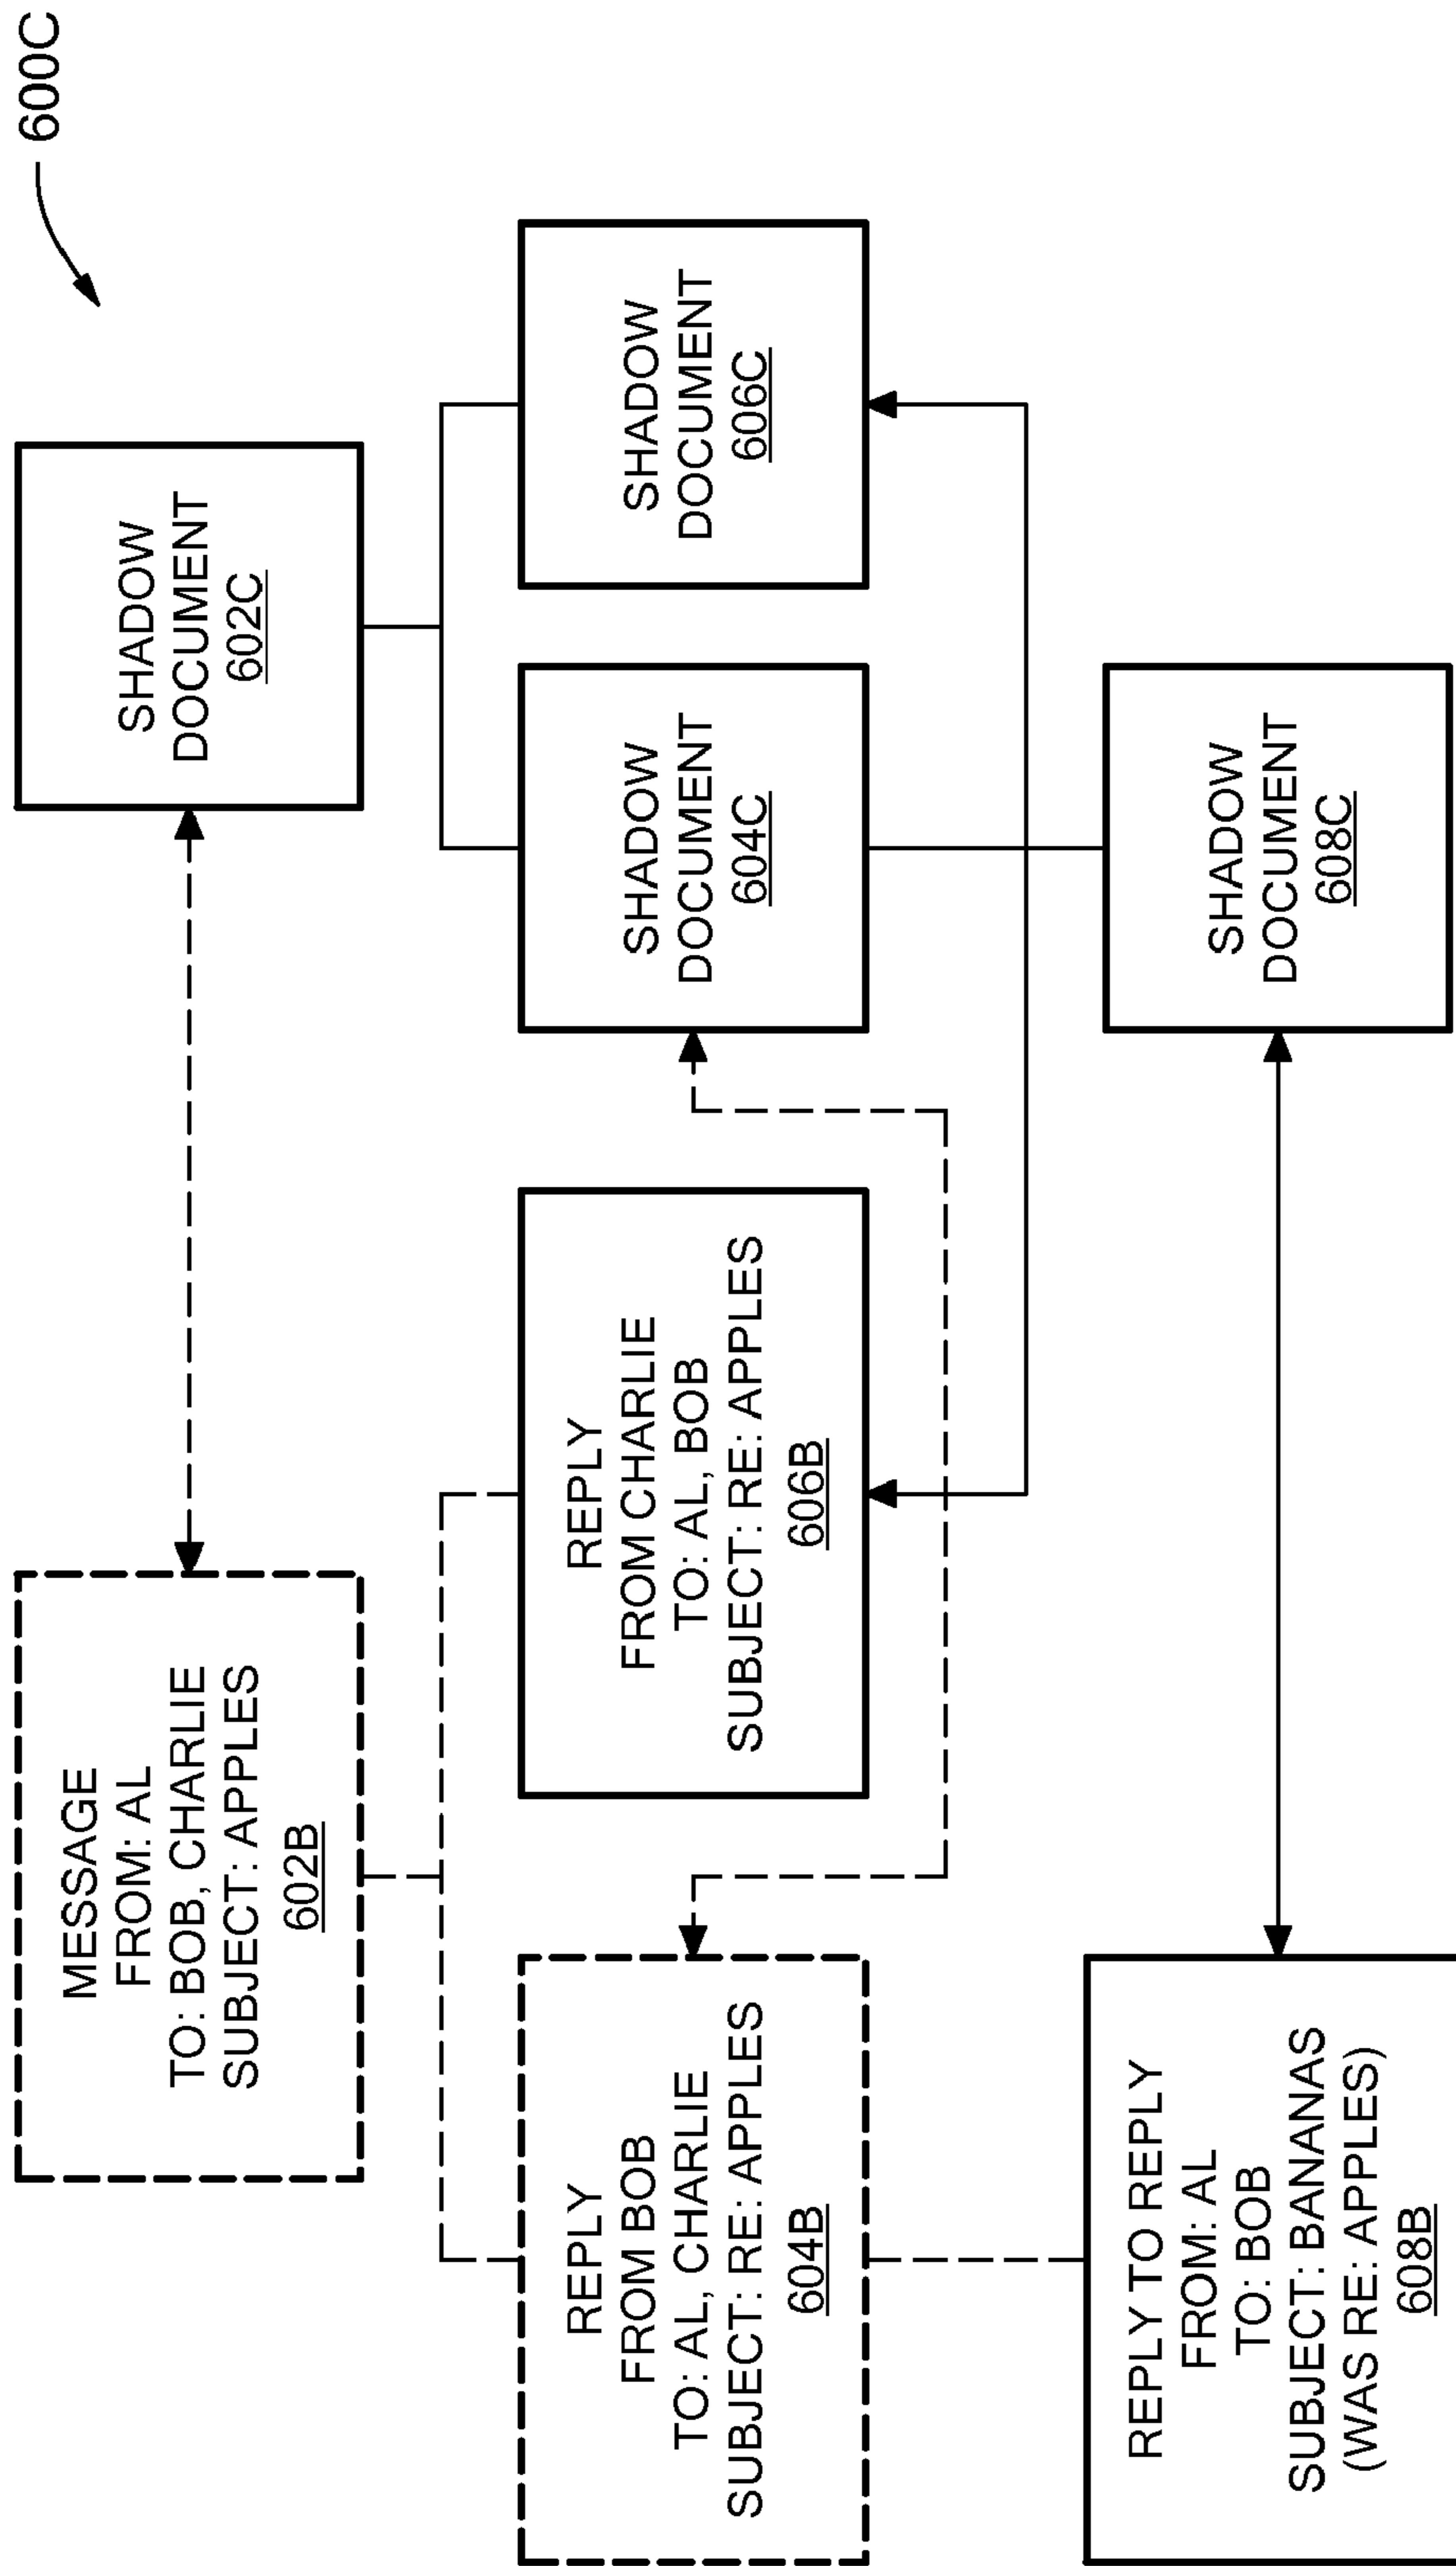 600C
MESSAGE
FROM: AL
TO: BOB, CHARLIE
SUBJECT: APPLES
602B
SHADOW
DOCUMENT
602C
REPLY
FROM BOB
TO: AL, CHARLIE
SUBJECT: RE: APPLES
604B
REPLY
FROM CHARLIE
TO: AL, BOB
SUBJECT: RE: APPLES
606B
SHADOW
DOCUMENT
604C
SHADOW
DOCUMENT
606C
REPLY TO REPLY
FROM: AL
TO: BOB
SUBJECT: BANANAS
(WAS RE: APPLES)
608B
SHADOW
DOCUMENT
608C